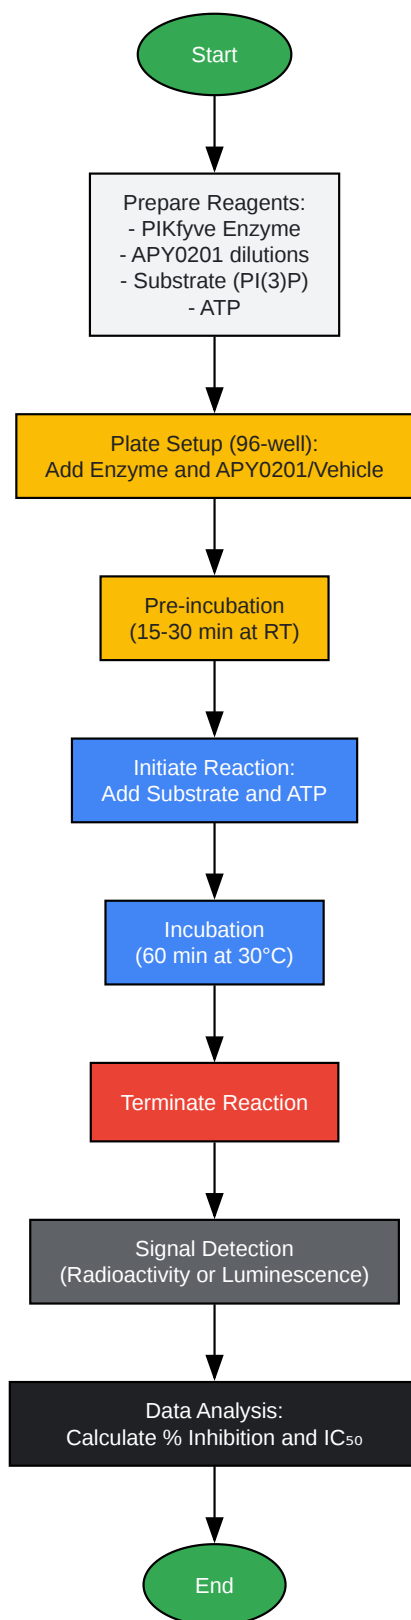 Start
Prepare Reagents:
- PIKfyve Enzyme
- APY0201 dilutions
- Substrate (PI(3)P)
- ATP
Plate Setup (96-well):
Add Enzyme and APY0201/Vehicle
Pre-incubation
(15-30 min at RT)
Initiate Reaction:
Add Substrate and ATP
Incubation
(60 min at 30°C)
Terminate Reaction
Signal Detection
(Radioactivity or Luminescence)
Data Analysis:
Calculate % Inhibition and IC₅₀
End